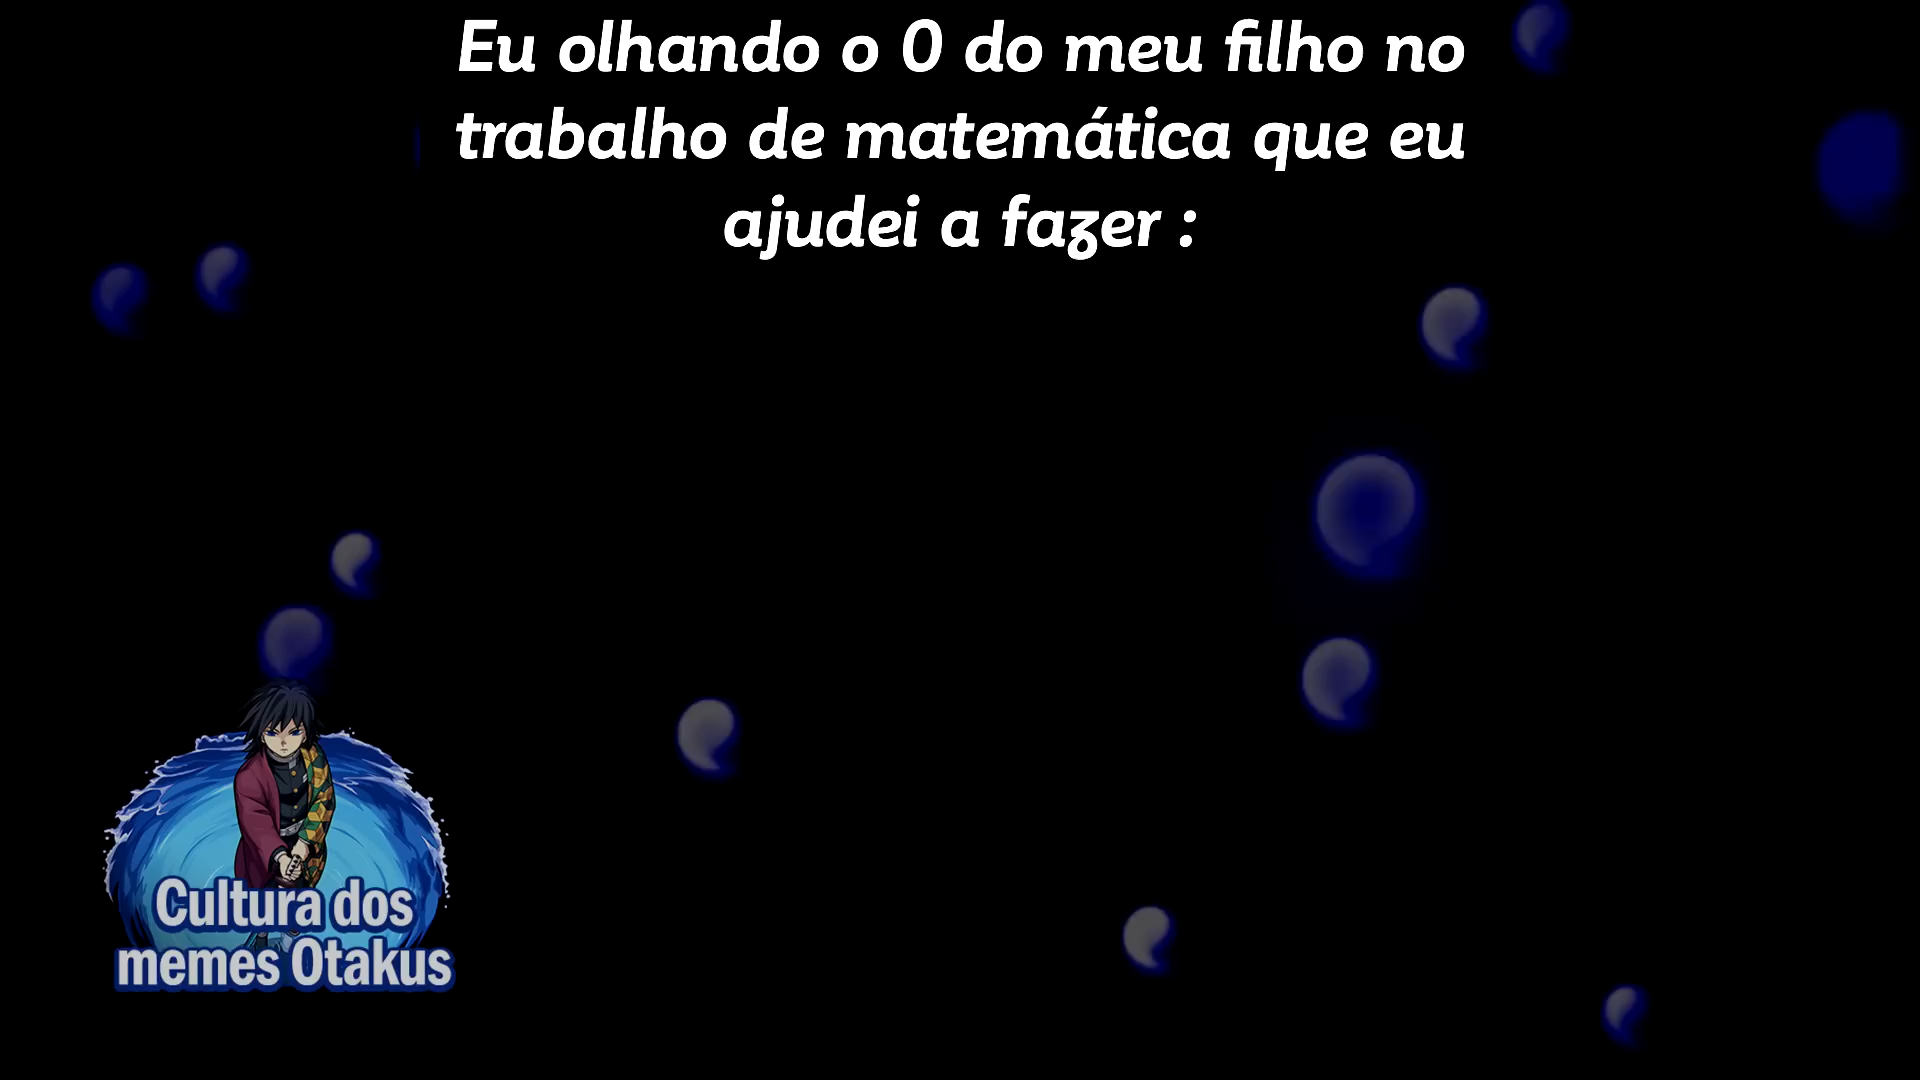 Eu olhando o 0 do meu filho no
trabalho de matemática que eu
ajudei a fazer :
Cultura dos
memes Otakus